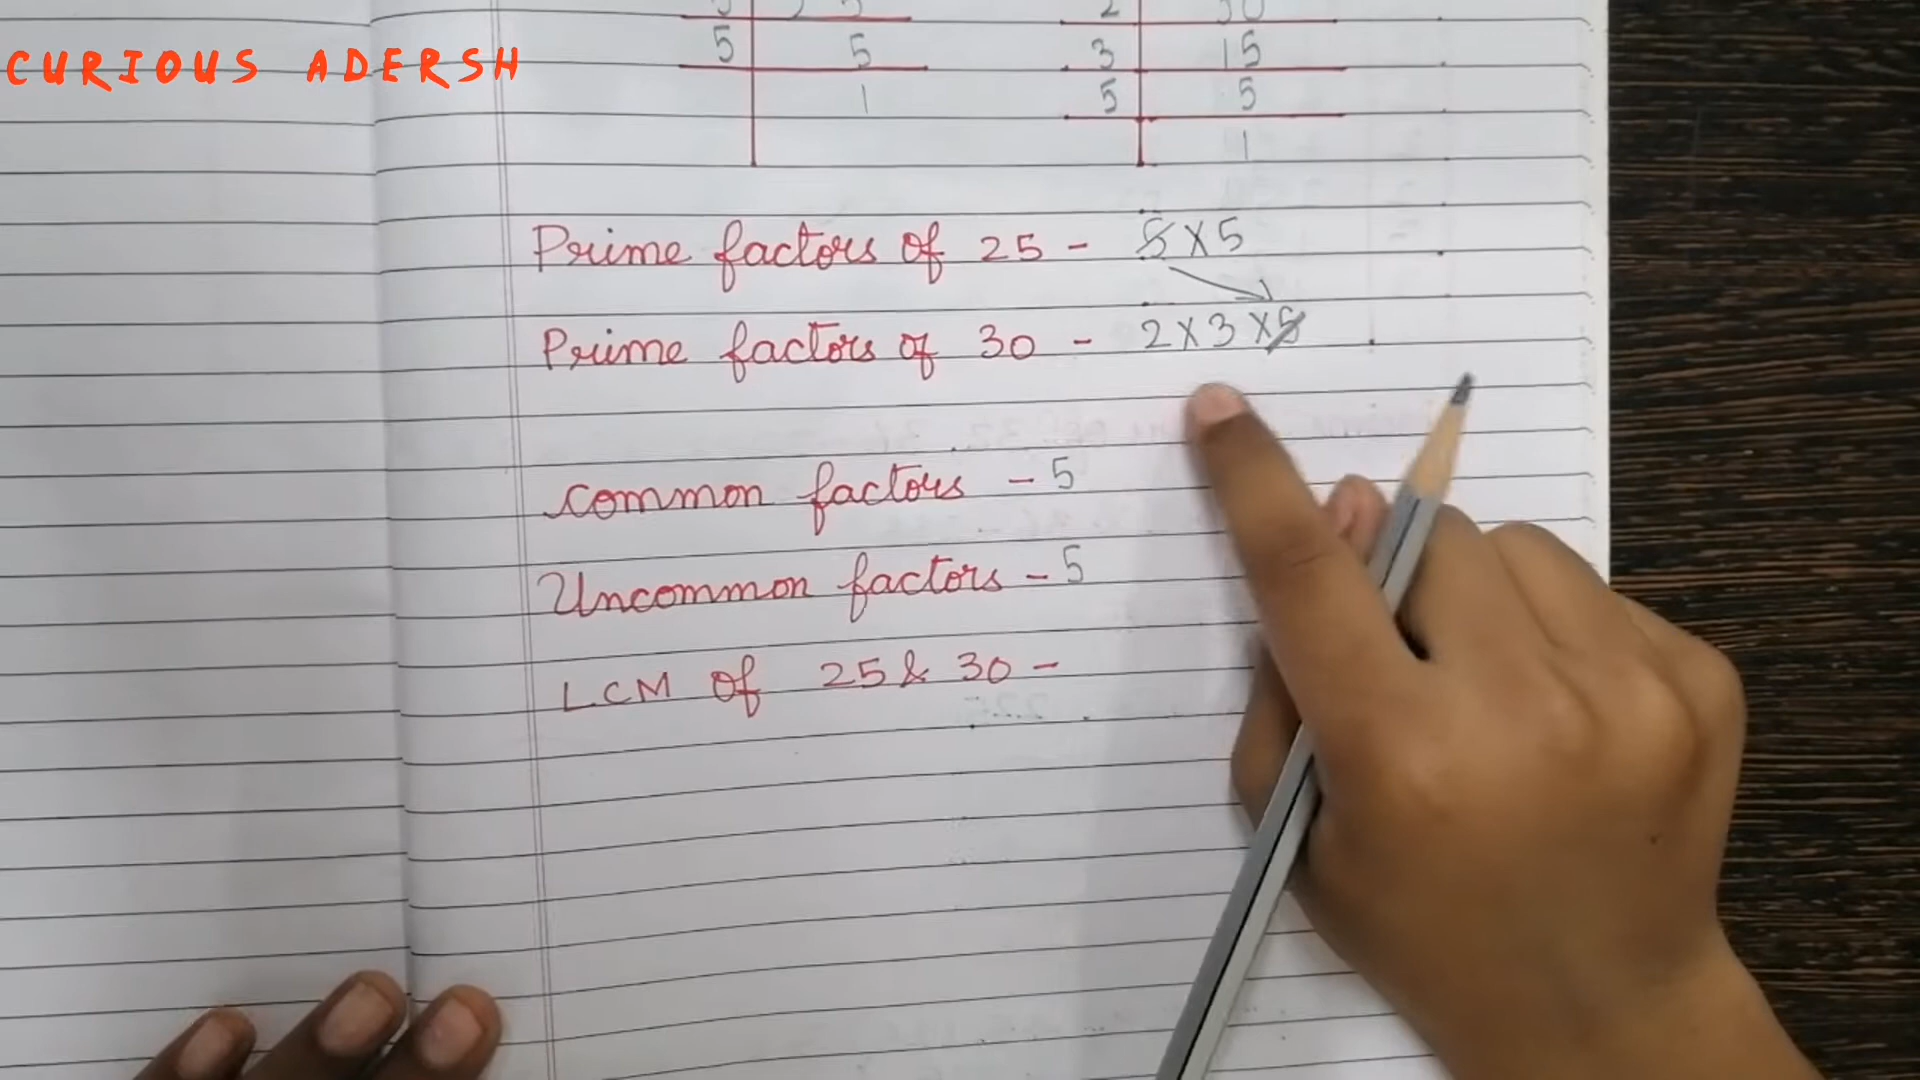 CURIOUS ADERSH
5 5
3 15
1
5 5
1
Prime factors of 25 - 5 x 5
Prime factors of 30 - 2 x 3 x 5
Common factors - 5
Uncommon factors - 5
LCM of 25 & 30 -